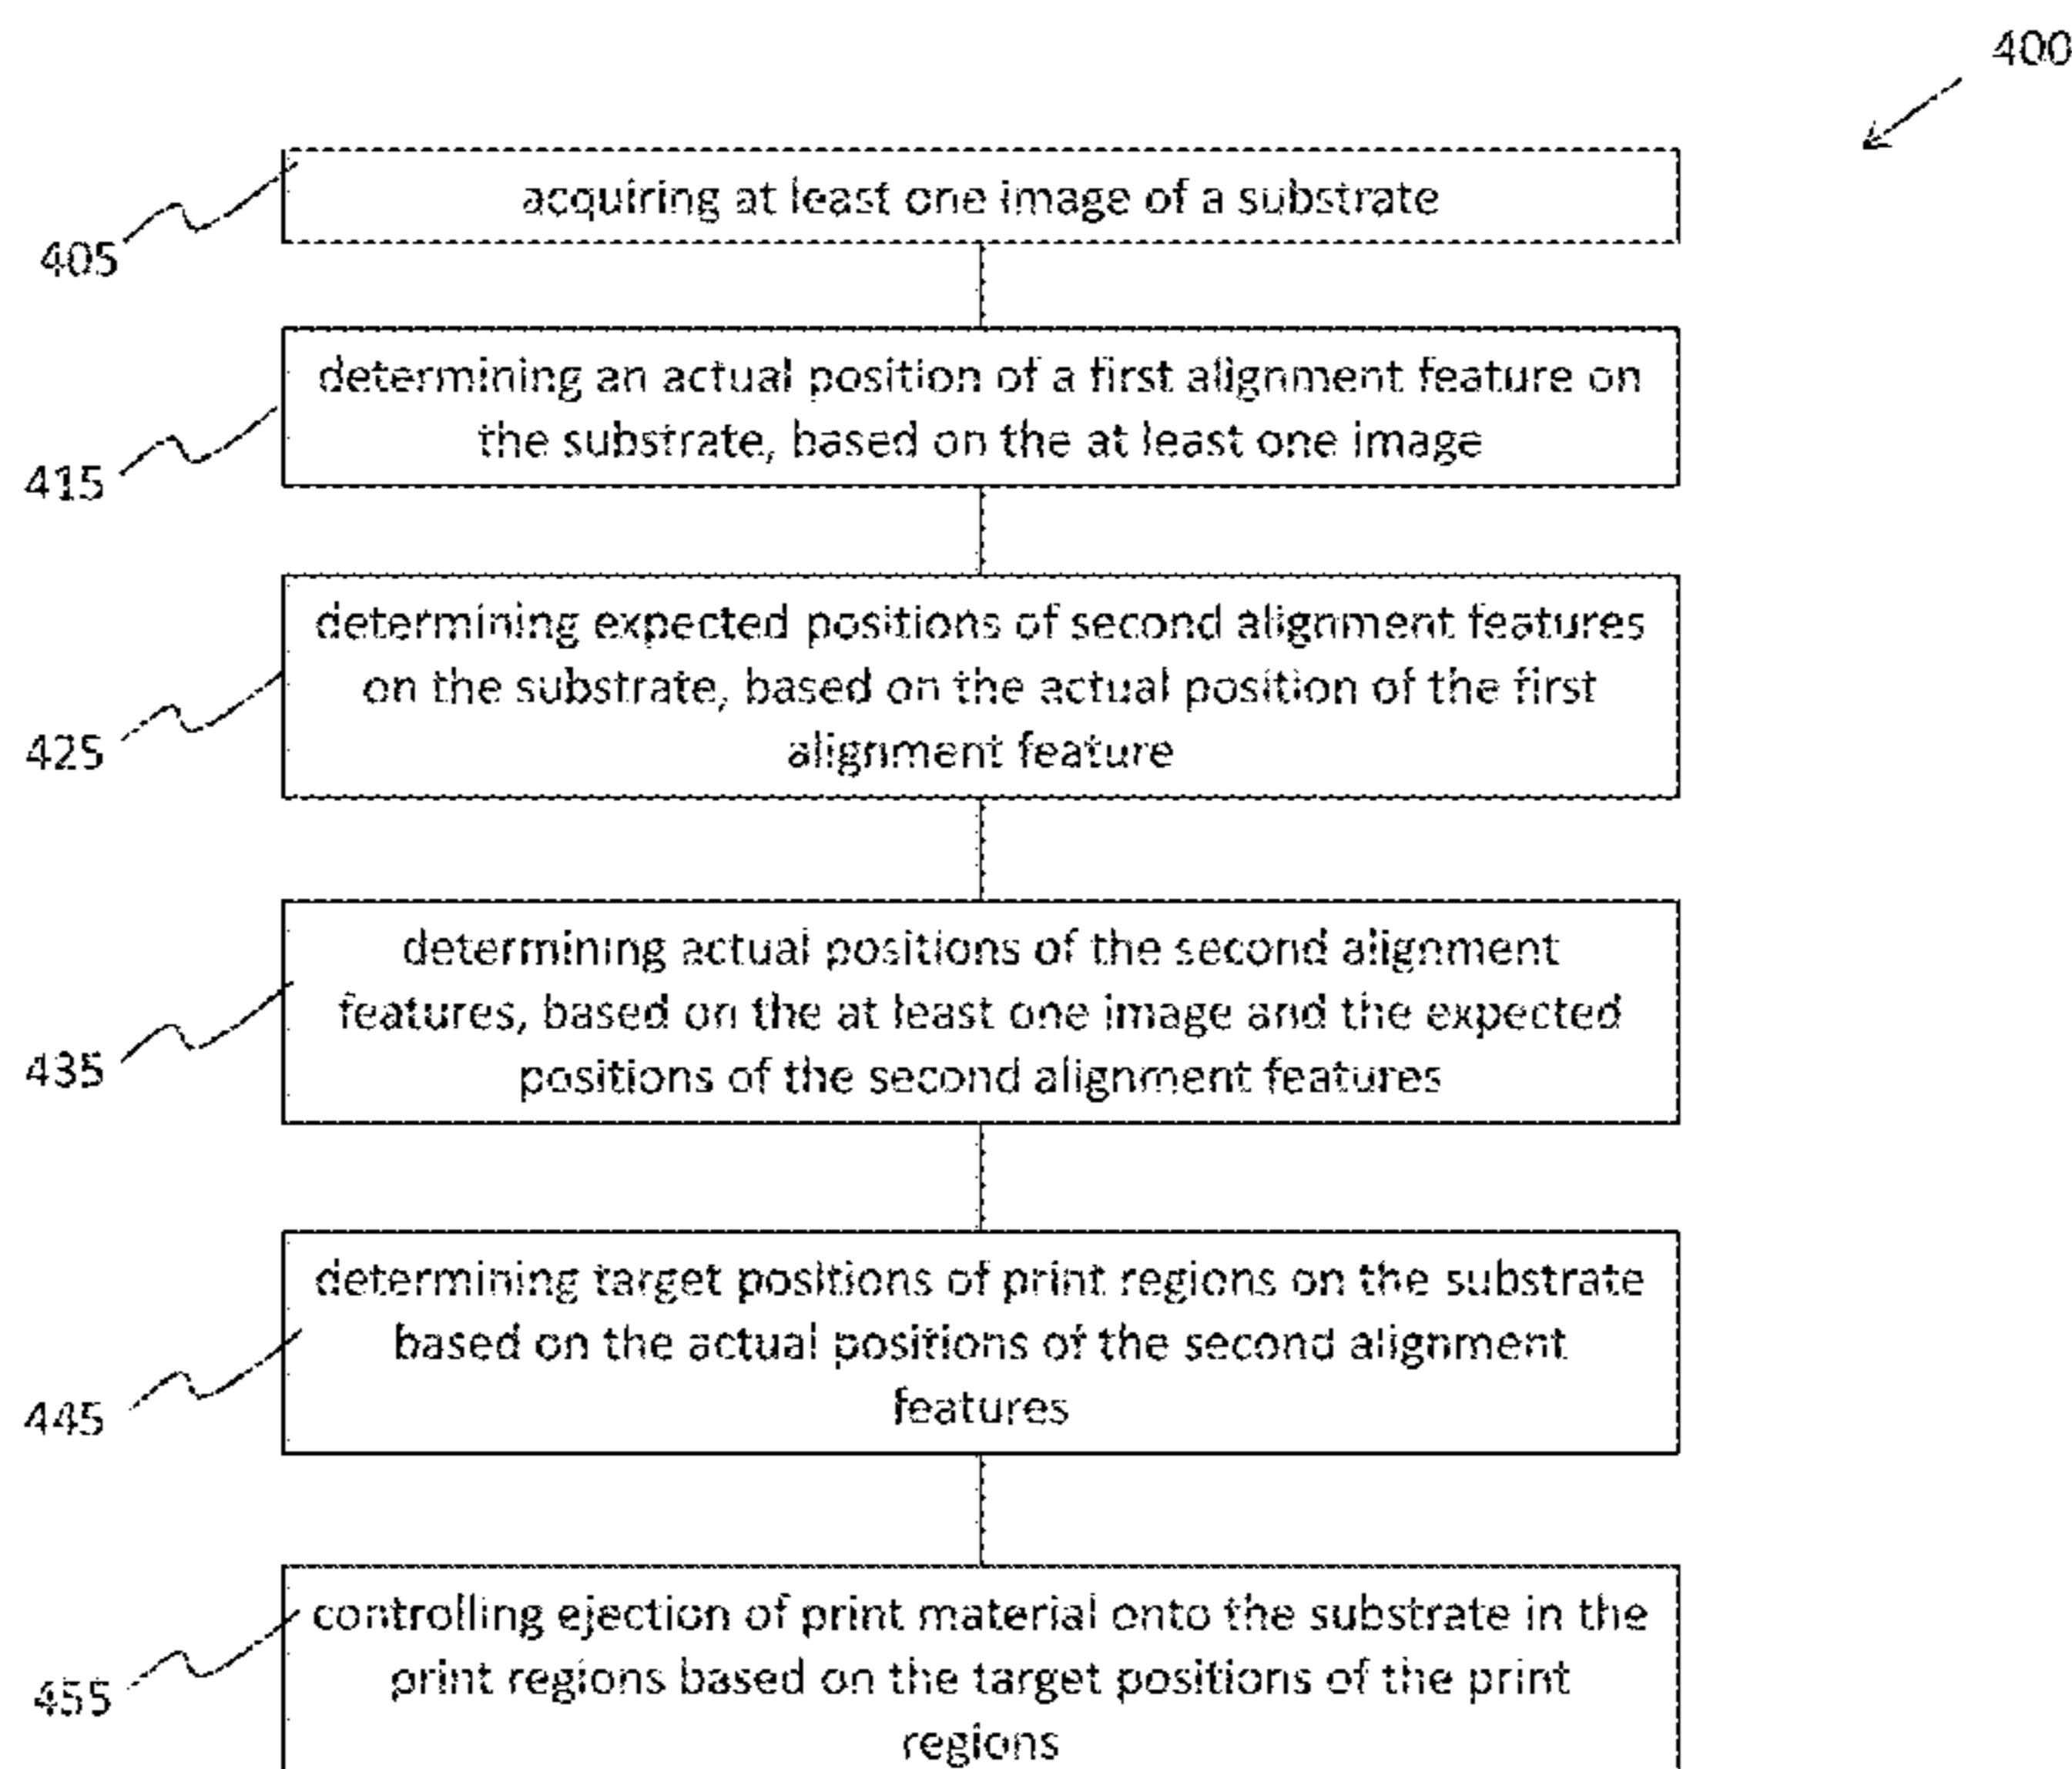 400
acquiring at least one image of a substrate
405
determining an actual position of a first alignment feature on
the substrate, based on the at least one image
415
determining expected positions of second alignment features
on the substrate, based on the actual position of the first
alignment feature
425
determining actual positions of the second alignment
features, based on the at least one image and the expected
positions of the second alignment features
435
determining target positions of print regions on the substrate
based on the actual positions of the second alignment
features
445
controlling ejection of print material onto the substrate in the
print regions based on the target positions of the print
regions
455